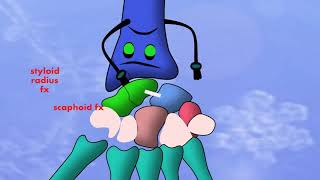 styloid
radius
fx
scaphoid fx